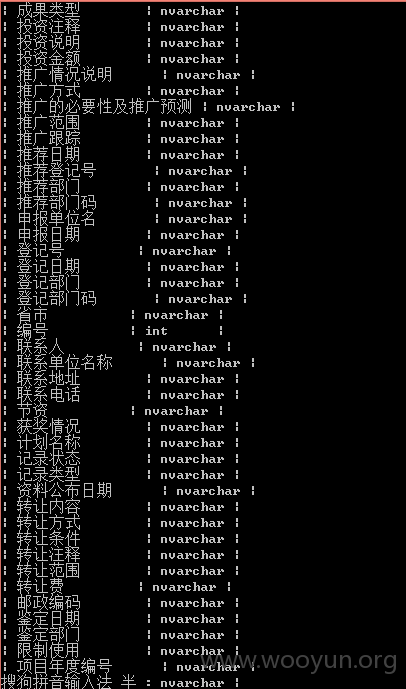 | 成果类型 | nvarchar |
| 投资注释 | nvarchar |
| 投资说明 | nvarchar |
| 投资金额 | nvarchar |
| 推广情况说明 | nvarchar |
| 推广方式 | nvarchar |
| 推广的必要性及推广预测 | nvarchar |
| 推广范围 | nvarchar |
| 推广跟踪 | nvarchar |
| 推荐日期 | nvarchar |
| 推荐登记号 | nvarchar |
| 推荐部门 | nvarchar |
| 推荐部门码 | nvarchar |
| 申报单位名 | nvarchar |
| 申报日期 | nvarchar |
| 登记号 | nvarchar |
| 登记日期 | nvarchar |
| 登记部门 | nvarchar |
| 登记部门码 | nvarchar |
| 省市 | nvarchar |
| 编号 | int |
| 联系人 | nvarchar |
| 联系单位名称 | nvarchar |
| 联系地址 | nvarchar |
| 联系电话 | nvarchar |
| 节资 | nvarchar |
| 获奖情况 | nvarchar |
| 计划名称 | nvarchar |
| 记录状态 | nvarchar |
| 记录类型 | nvarchar |
| 资料公布日期 | nvarchar |
| 转让内容 | nvarchar |
| 转让方式 | nvarchar |
| 转让条件 | nvarchar |
| 转让注释 | nvarchar |
| 转让范围 | nvarchar |
| 转让费 | nvarchar |
| 邮政编码 | nvarchar |
| 鉴定日期 | nvarchar |
| 鉴定部门 | nvarchar |
| 限制使用 | nvarchar |
| 项目年度编号 | nvarchar |
搜狗拼音输入法 半 : nvarchar |
www.wooyun.org